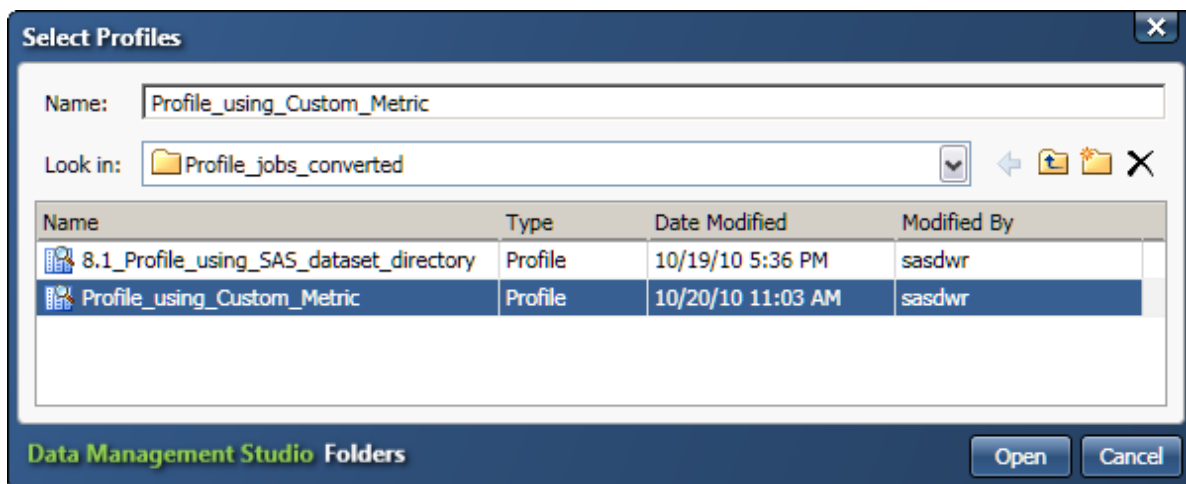 Select Profiles
Name: Profile_using_Custom_Metric
Look in: Profile_jobs_converted
Name Type Date Modified Modified By
8.1_Profile_using_SAS_dataset_directory Profile 10/19/10 5:36 PM sasdwr
Profile_using_Custom_Metric Profile 10/20/10 11:03 AM sasdwr
Data Management Studio Folders Open Cancel